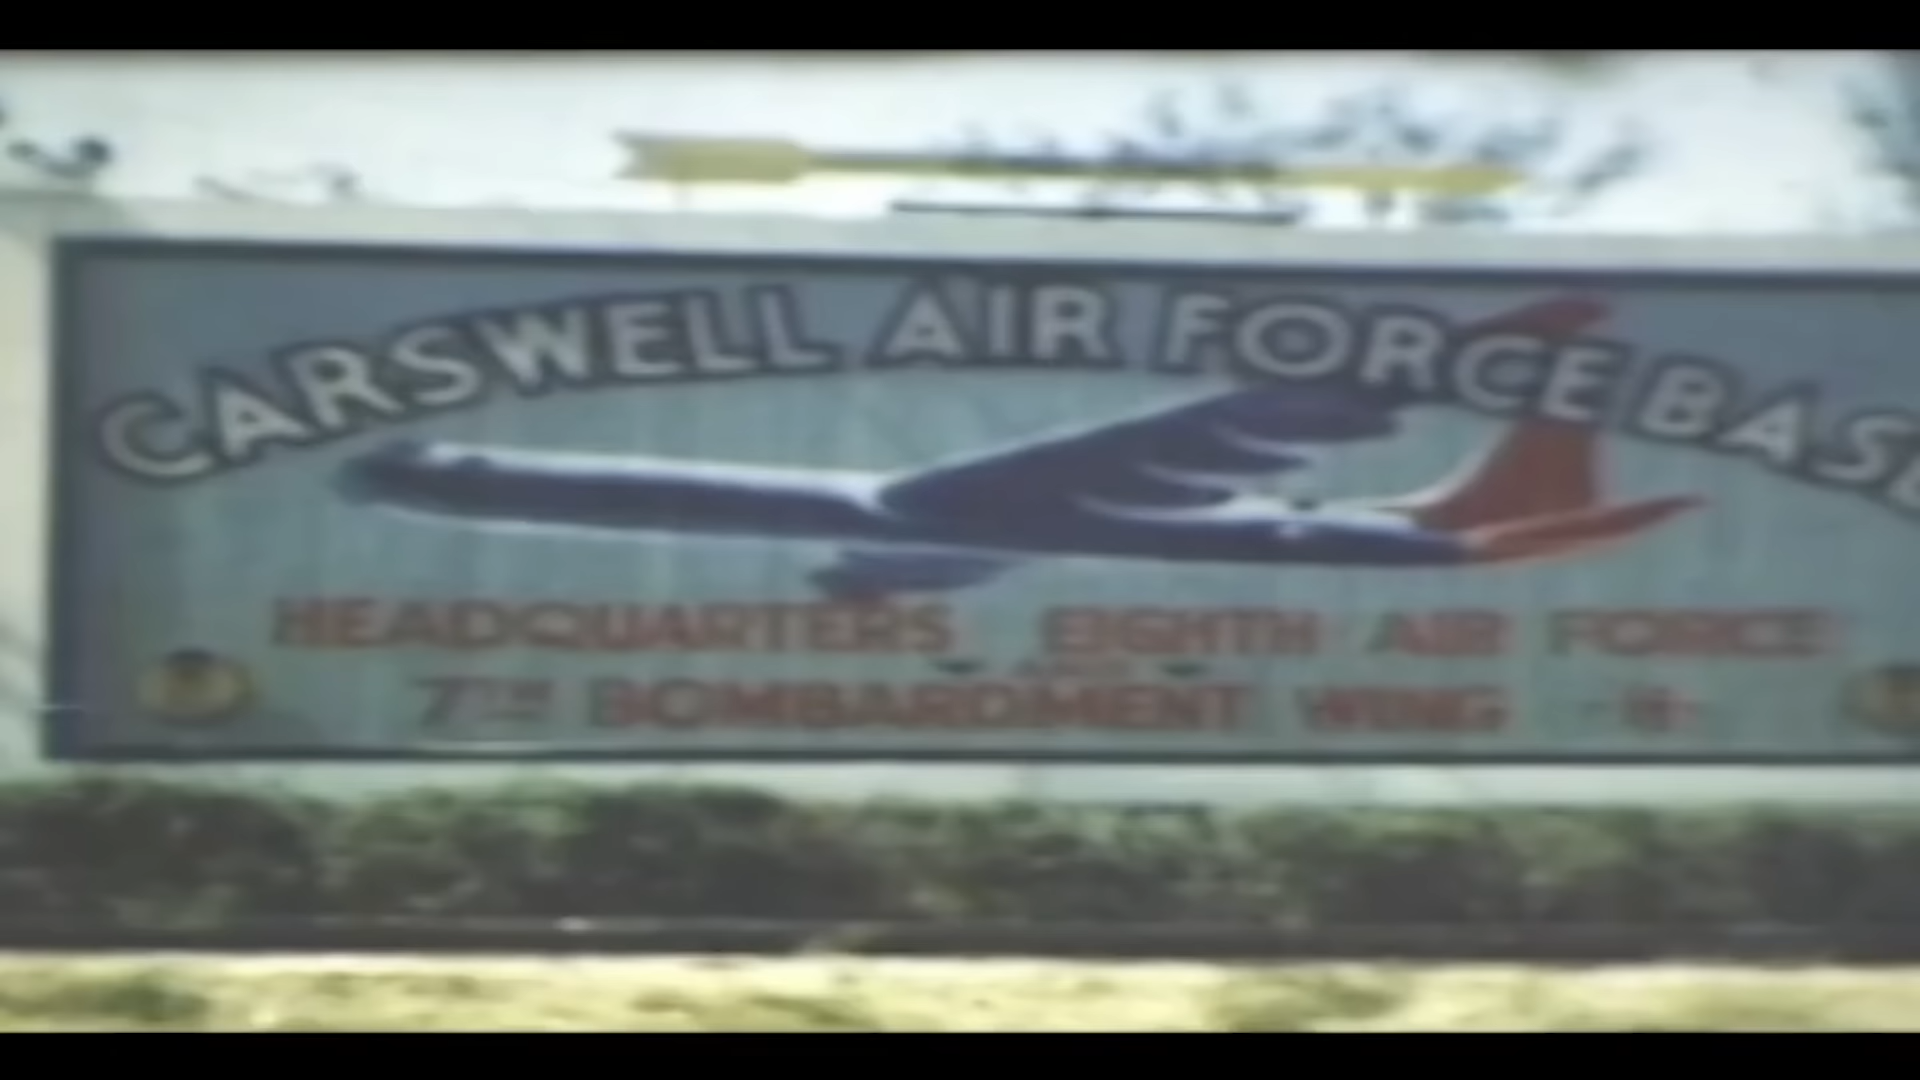 CARSWELL AIR FORCE BASE
HEADQUARTERS EIGHTH AIR FORCE
7TH BOMBARDMENT WING